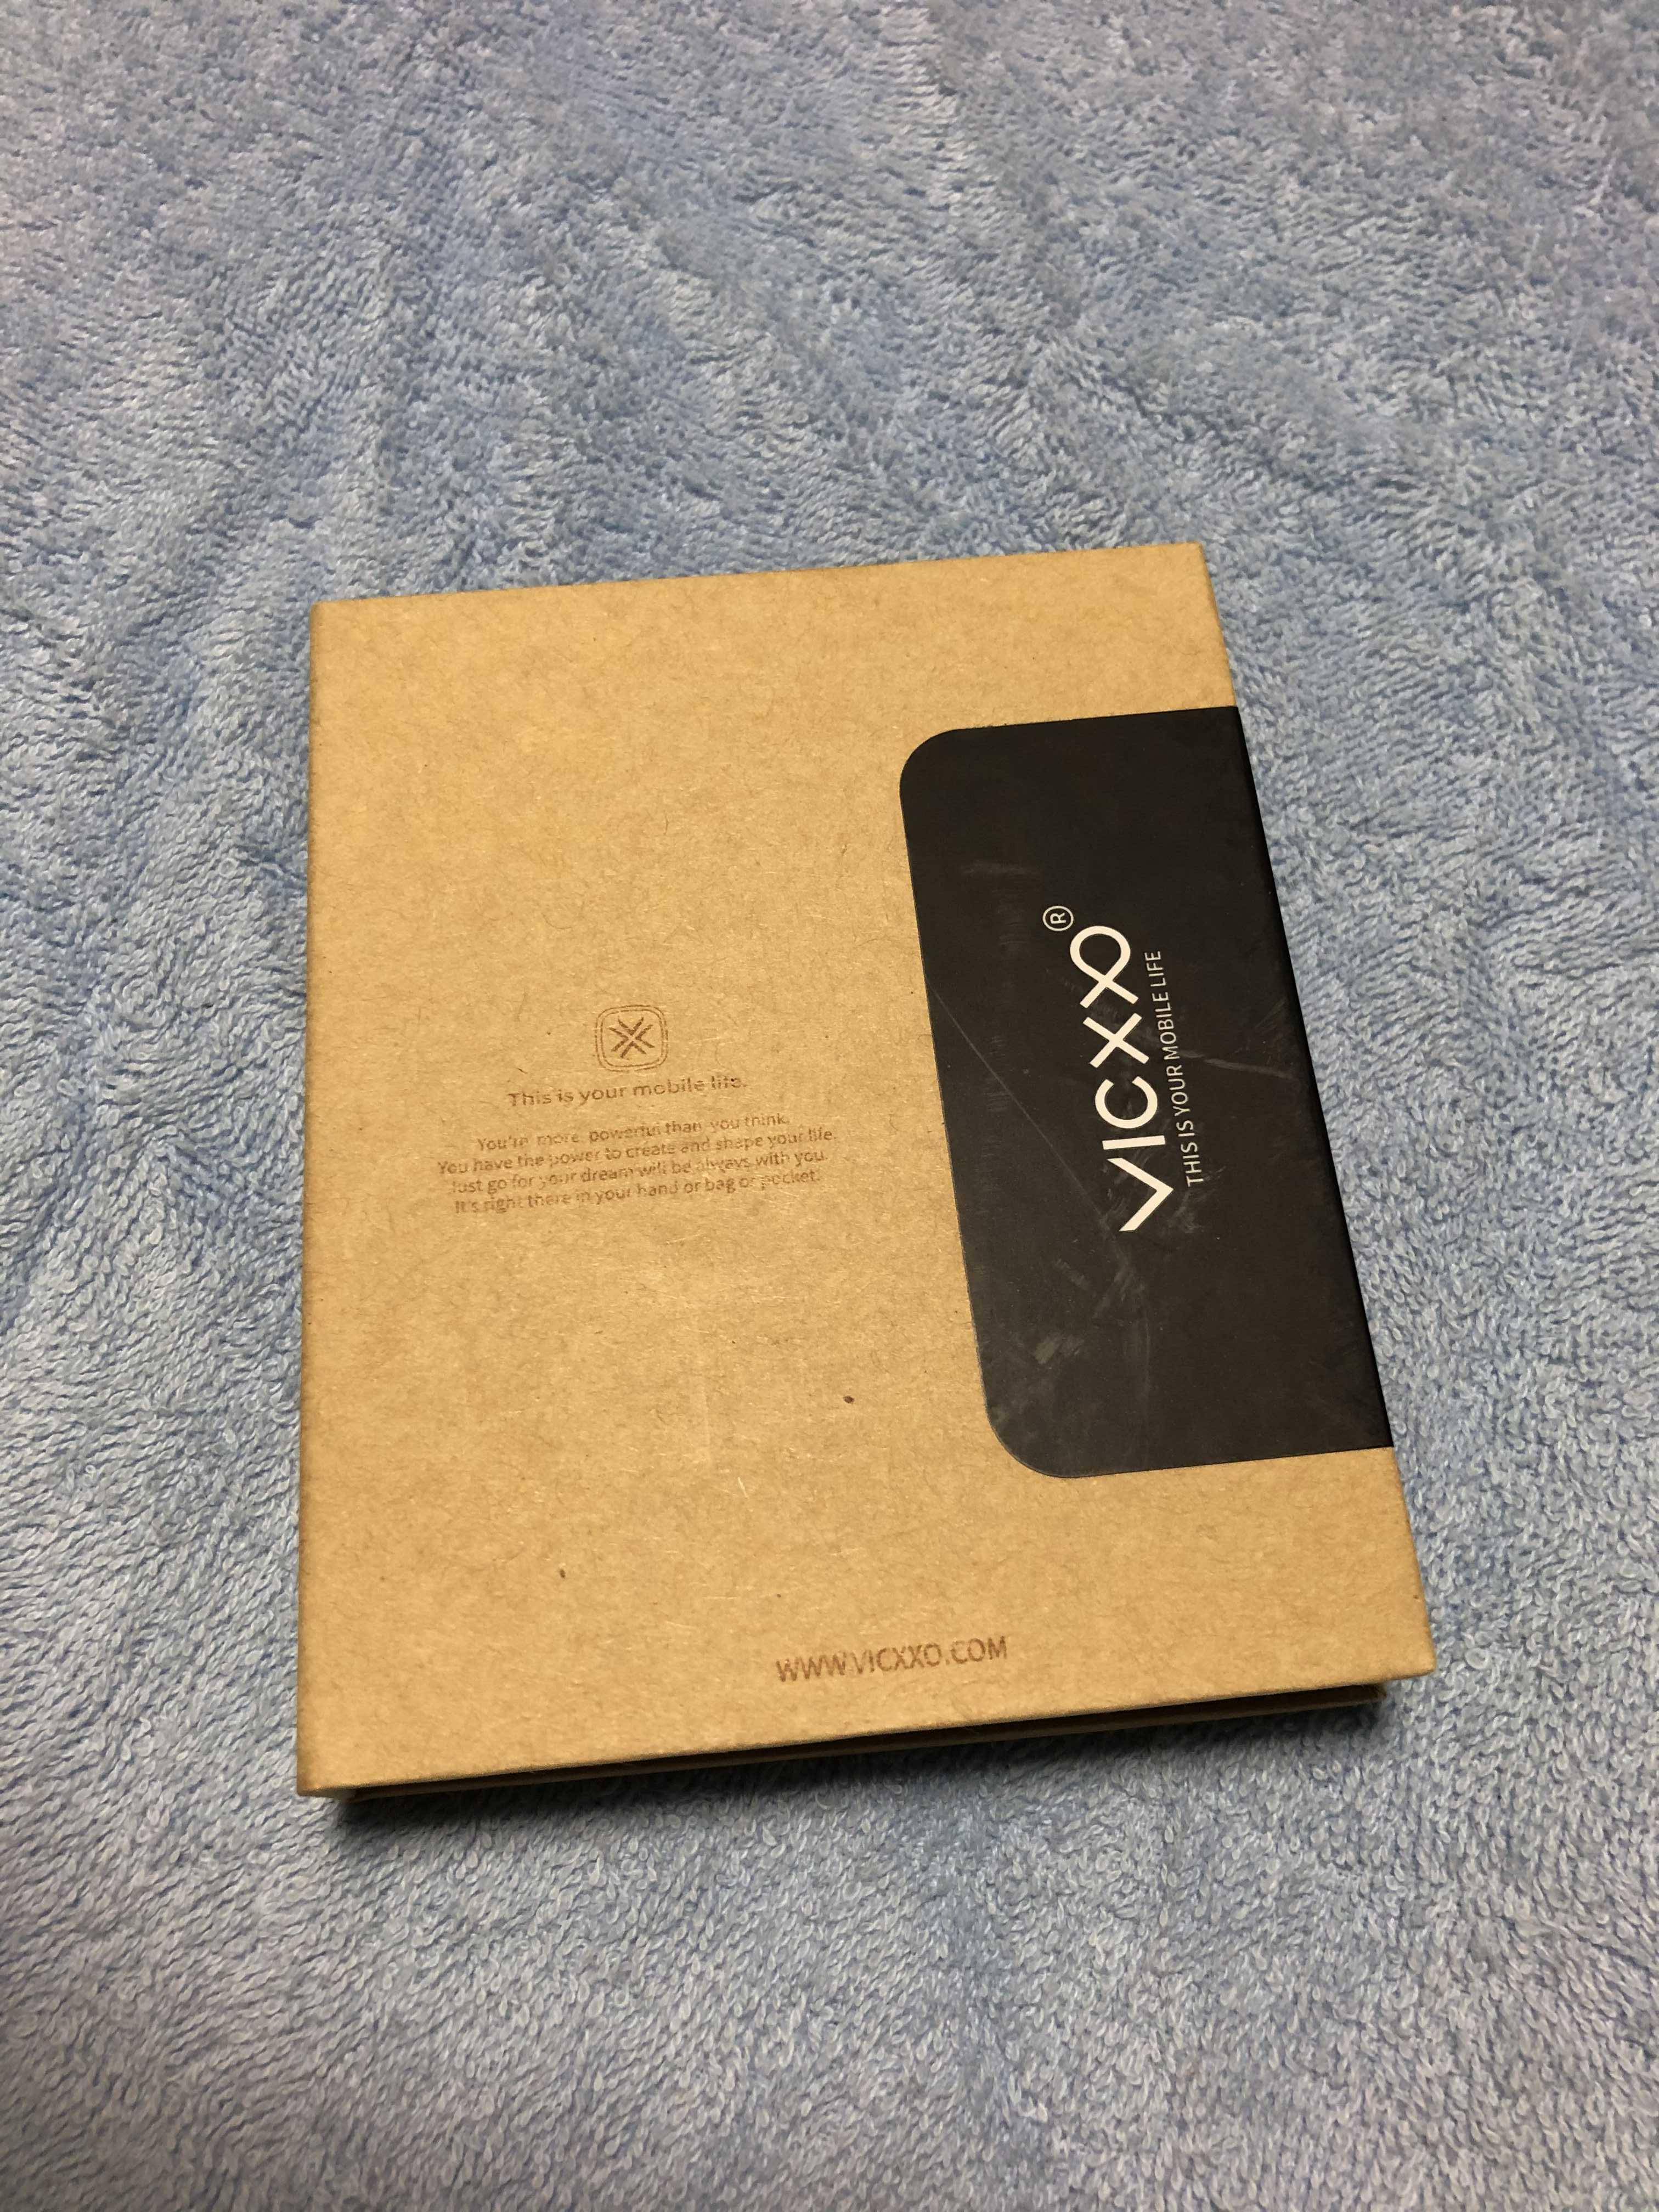 This is your mobile life.
You're more powerful than you think.
You have the power to create and shape your life.
Just go for your dream will be always with you.
It's right there in your hand or bag or pocket.
VICXXO®
THIS IS YOUR MOBILE LIFE
WWW.VICXXO.COM